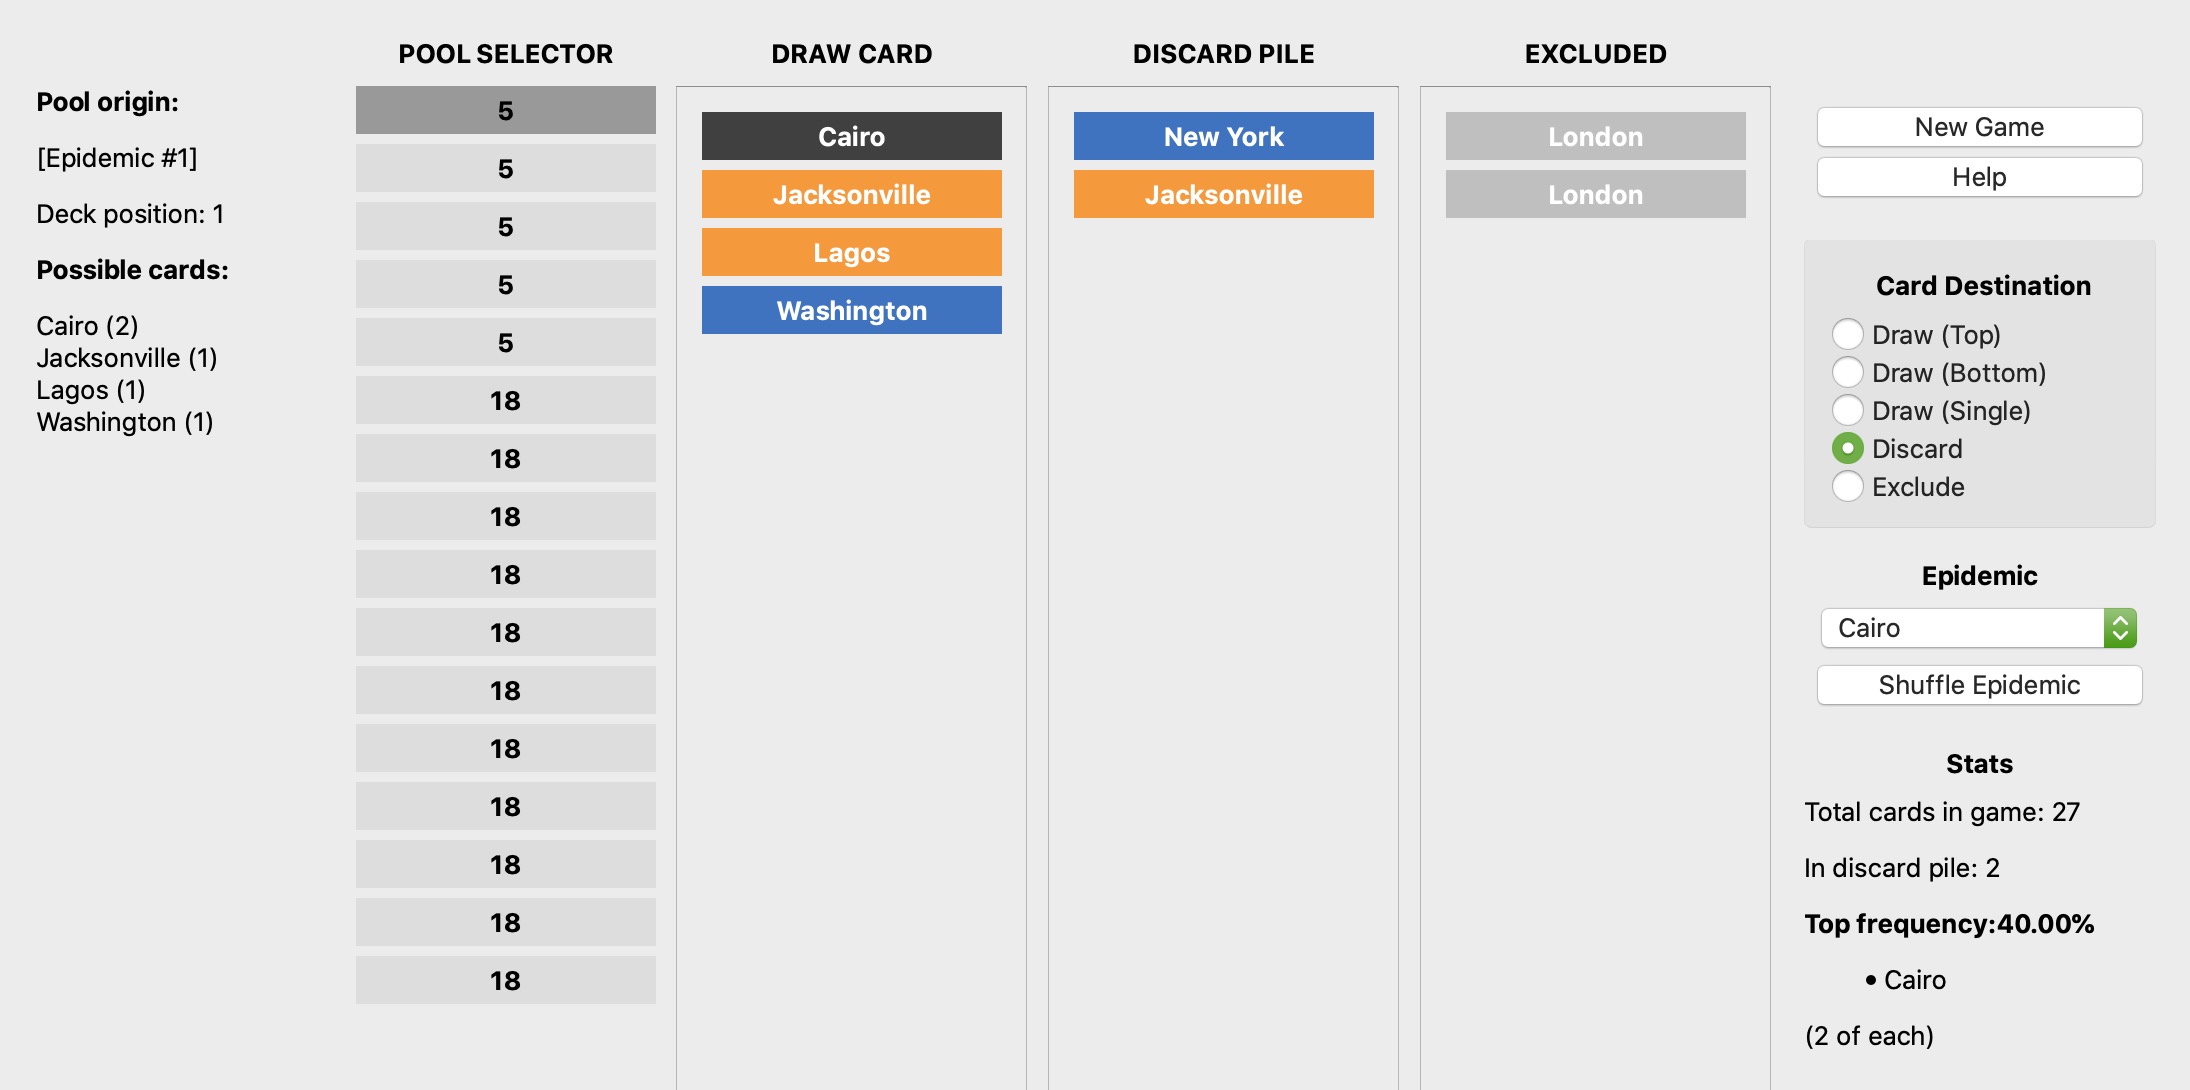 Pool origin:
[Epidemic #1]
Deck position: 1
Possible cards:
Cairo (2)
Jacksonville (1)
Lagos (1)
Washington (1)
POOL SELECTOR
5
5
5
5
5
18
18
18
18
18
18
18
18
18
18
18
DRAW CARD
Cairo
Jacksonville
Lagos
Washington
DISCARD PILE
New York
Jacksonville
EXCLUDED
London
London
New Game
Help
Card Destination
Draw (Top)
Draw (Bottom)
Draw (Single)
Discard
Exclude
Epidemic
Cairo
Shuffle Epidemic
Stats
Total cards in game: 27
In discard pile: 2
Top frequency:40.00%
• Cairo
(2 of each)